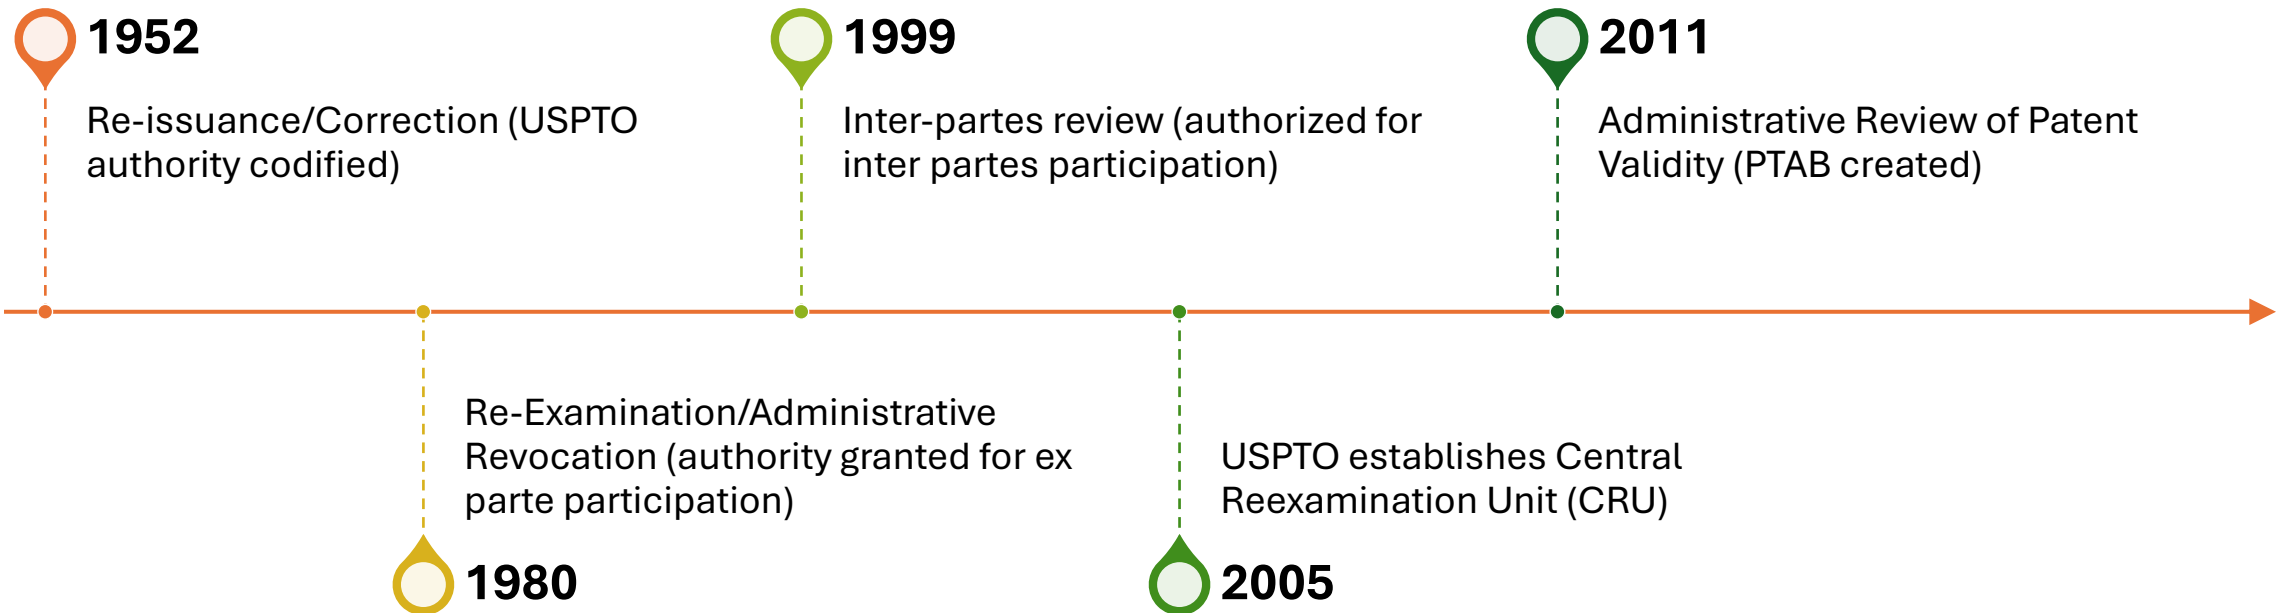 1952
Re-issuance/Correction (USPTO
authority codified)
1980
Re-Examination/Administrative
Revocation (authority granted for ex
parte participation)
1999
Inter-partes review (authorized for
inter partes participation)
2005
USPTO establishes Central
Reexamination Unit (CRU)
2011
Administrative Review of Patent
Validity (PTAB created)